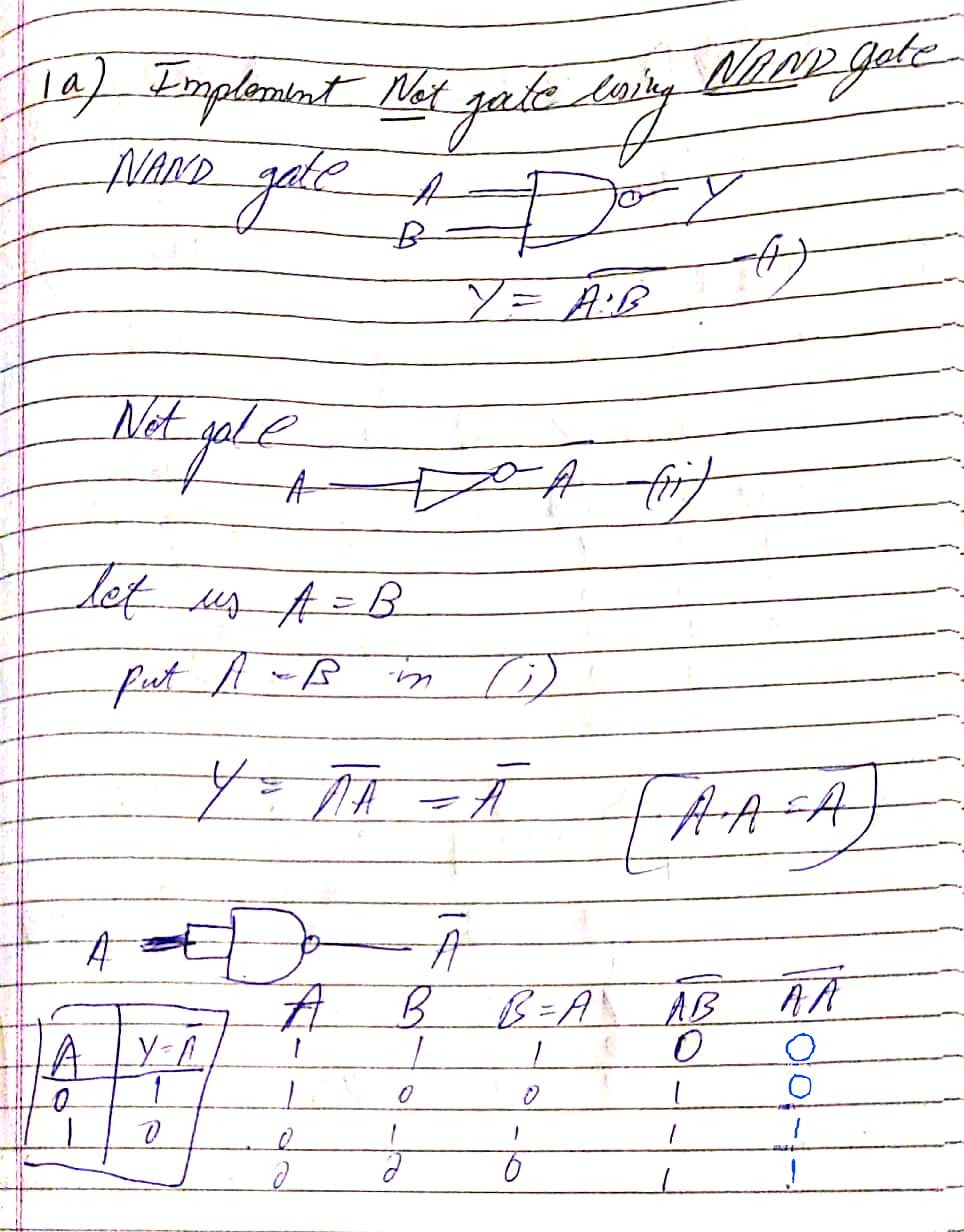 1a) Implement Not gate using NAND gate
NAND gate A B Y
Y = \overline{A·B} -(i)
Not gate
A \overline{A} -(ii)
let us A = B
put A = B in (i)
Y = \overline{AA} = \overline{A} [\overline{A·A} = \overline{A}]
A \overline{A}
A B B=A \overline{AB} \overline{AA}
A Y=\overline{A} 1 1 1 0 0
0 1 1 0 0 1 0
1 0 0 1 1 1 1
0 0 0 1 1